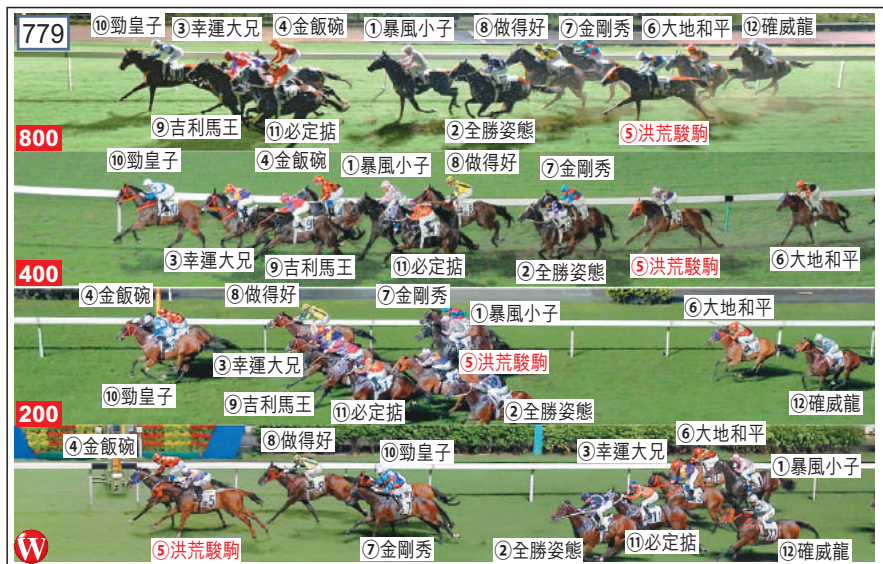 779
⑩勁皇子 ③幸運大兄 ④金飯碗 ①暴風小子 ⑧做得好 ⑦金剛秀 ⑥大地和平 ⑫確威龍
800 ⑨吉利馬王 ⑪必定掂 ②全勝姿態 ⑤洪荒駿駒
⑩勁皇子 ④金飯碗 ①暴風小子 ⑧做得好 ⑦金剛秀
400 ③幸運大兄 ⑨吉利馬王 ⑪必定掂 ②全勝姿態 ⑤洪荒駿駒 ⑥大地和平
④金飯碗 ⑧做得好 ⑦金剛秀 ①暴風小子 ⑥大地和平
③幸運大兄 ⑤洪荒駿駒
200 ⑩勁皇子 ⑨吉利馬王 ⑪必定掂 ②全勝姿態 ⑫確威龍
④金飯碗 ⑧做得好 ⑩勁皇子 ③幸運大兄 ⑥大地和平 ①暴風小子
W ⑤洪荒駿駒 ⑦金剛秀 ②全勝姿態 ⑪必定掂 ⑫確威龍